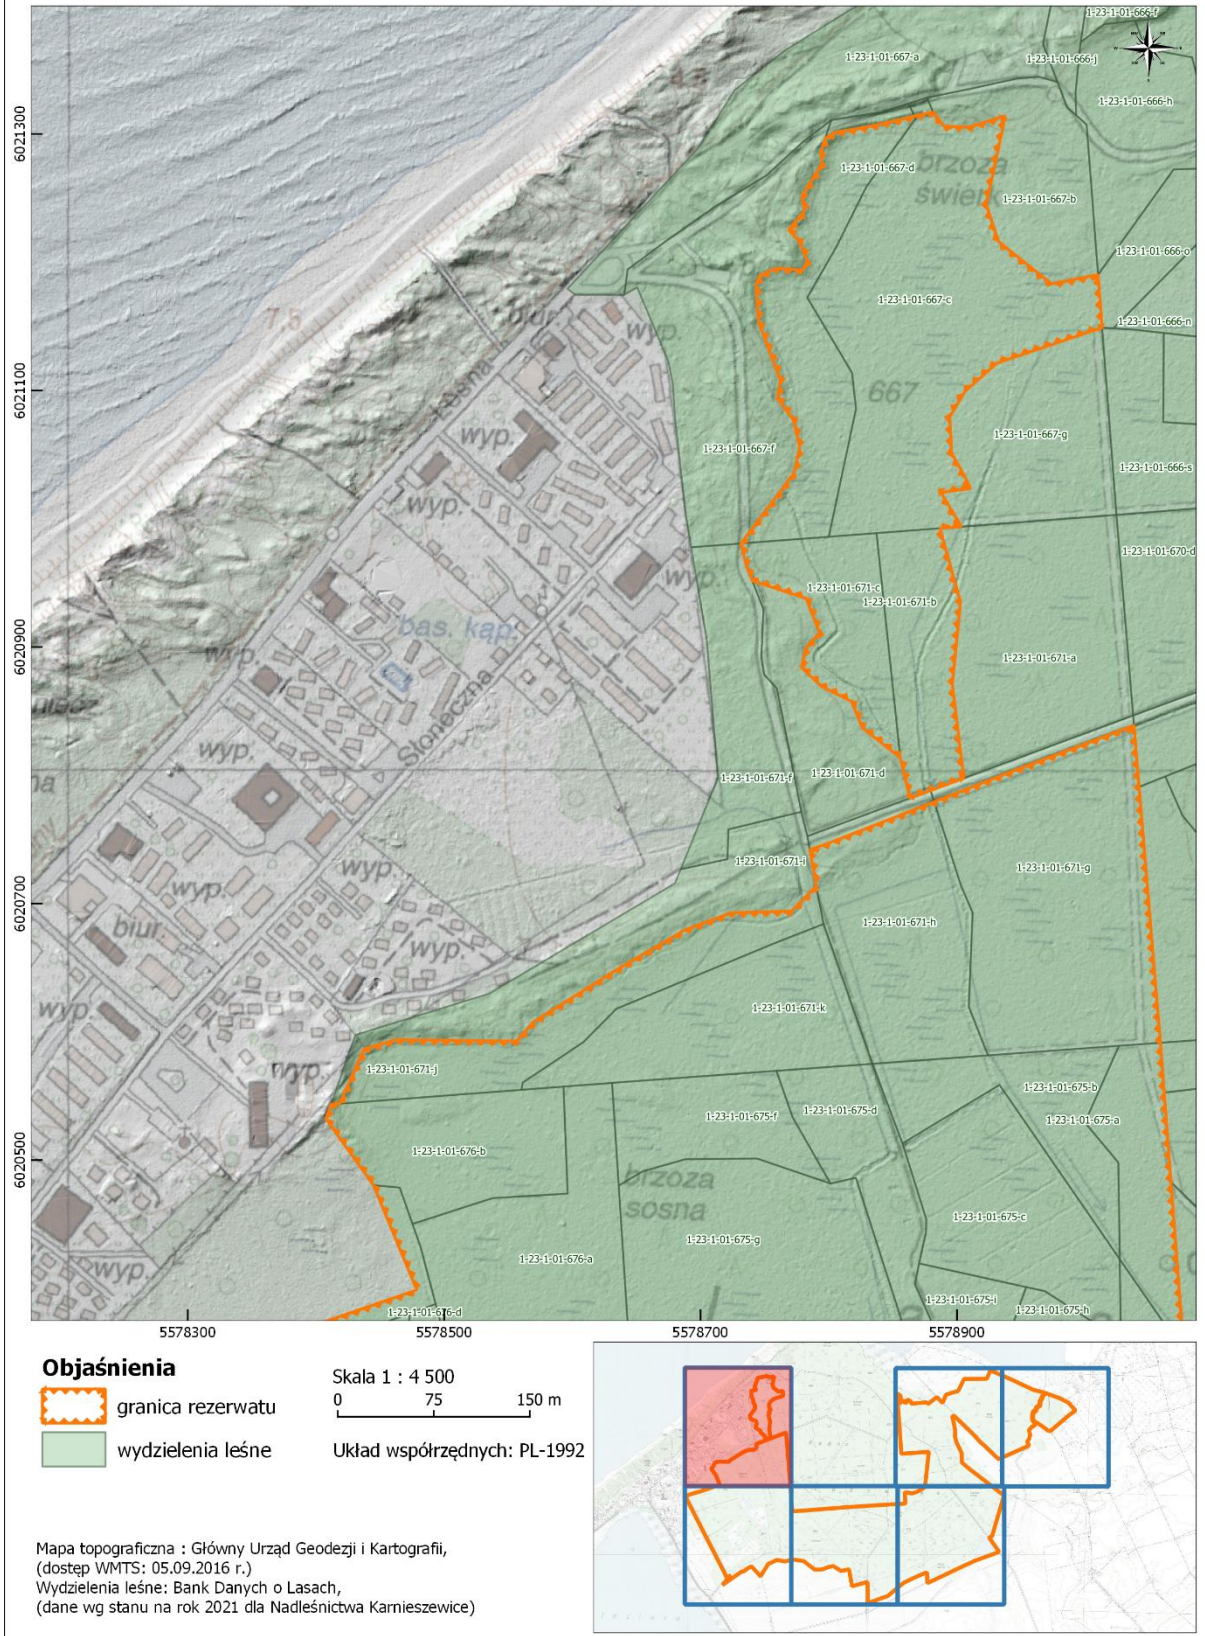 1-23-1-01-666-f
1-23-1-01-667-a
1-23-1-01-666-j
1-23-1-01-666-h
6021300
brzoza
świerk
1-23-1-01-667-d
1-23-1-01-667-b
1-23-1-01-666-o
1-23-1-01-667-c
7,5
biur.
wyp.
1-23-1-01-666-n
Leśna
6021100
667
wyp.
1-23-1-01-667-f
1-23-1-01-667-g
1-23-1-01-666-s
wyp.
1-23-1-01-670-d
wyp.
1-23-1-01-671-c
1-23-1-01-671-b
bas. kąp.
6020900
wyp.
1-23-1-01-671-a
Słoneczna
wyp.
1-23-1-01-671-f
1-23-1-01-671-d
wyp.
1-23-1-01-671-i
1-23-1-01-671-g
wyp.
6020700
biur.
wyp.
1-23-1-01-671-h
wyp.
1-23-1-01-671-k
wyp.
1-23-1-01-671-j
1-23-1-01-675-b
1-23-1-01-675-f
1-23-1-01-675-d
1-23-1-01-675-a
6020500
1-23-1-01-676-b
brzoza
sosna
1-23-1-01-675-c
1-23-1-01-675-g
1-23-1-01-676-a
wyp.
1-23-1-01-675-i
1-23-1-01-675-h
1-23-1-01-676-d
5578300
5578500
5578700
5578900
Objaśnienia
granica rezerwatu
wydzielenia leśne
Skala 1 : 4 500
0 75 150 m
Układ współrzędnych: PL-1992
Mapa topograficzna : Główny Urząd Geodezji i Kartografii,
(dostęp WMTS: 05.09.2016 r.)
Wydzielenia leśne: Bank Danych o Lasach,
(dane wg stanu na rok 2021 dla Nadleśnictwa Karnieszewice)